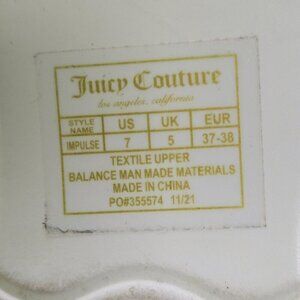 Juicy Couture
los angeles, california
STYLE NAME US UK EUR
IMPULSE 7 5 37-38
TEXTILE UPPER
BALANCE MAN MADE MATERIALS
MADE IN CHINA
PO#355574 11/21